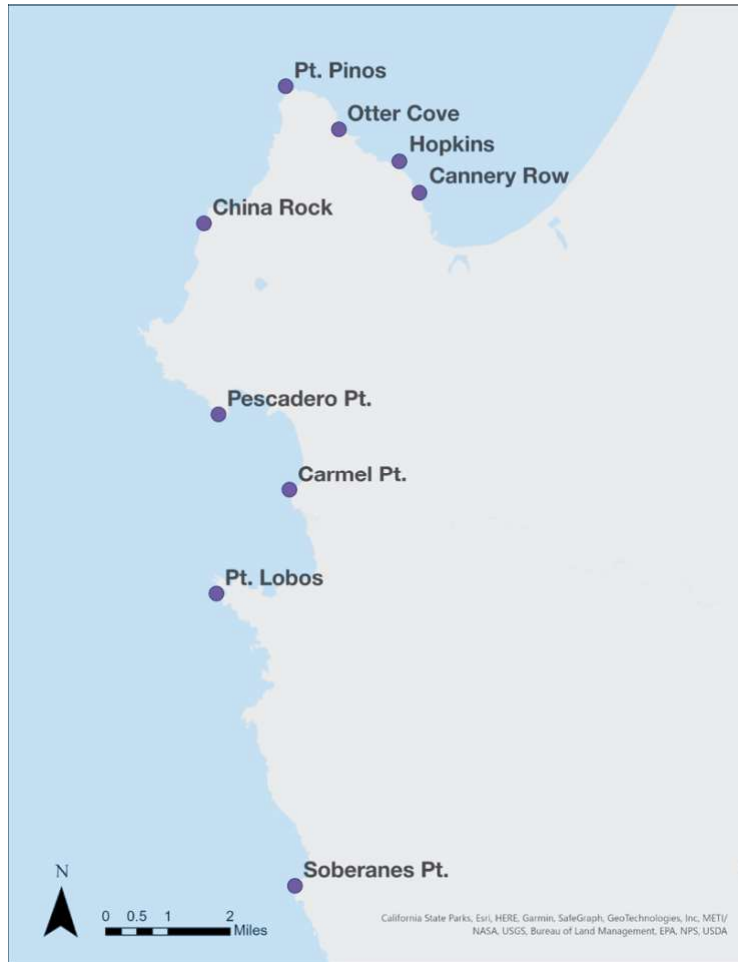 Pt. Pinos
Otter Cove
Hopkins
Cannery Row
China Rock
Pescadero Pt.
Carmel Pt.
Pt. Lobos
Soberanes Pt.
N
0 0.5 1 2
Miles
California State Parks, Esri, HERE, Garmin, SafeGraph, GeoTechnologies, Inc, METI/
NASA, USGS, Bureau of Land Management, EPA, NPS, USDA